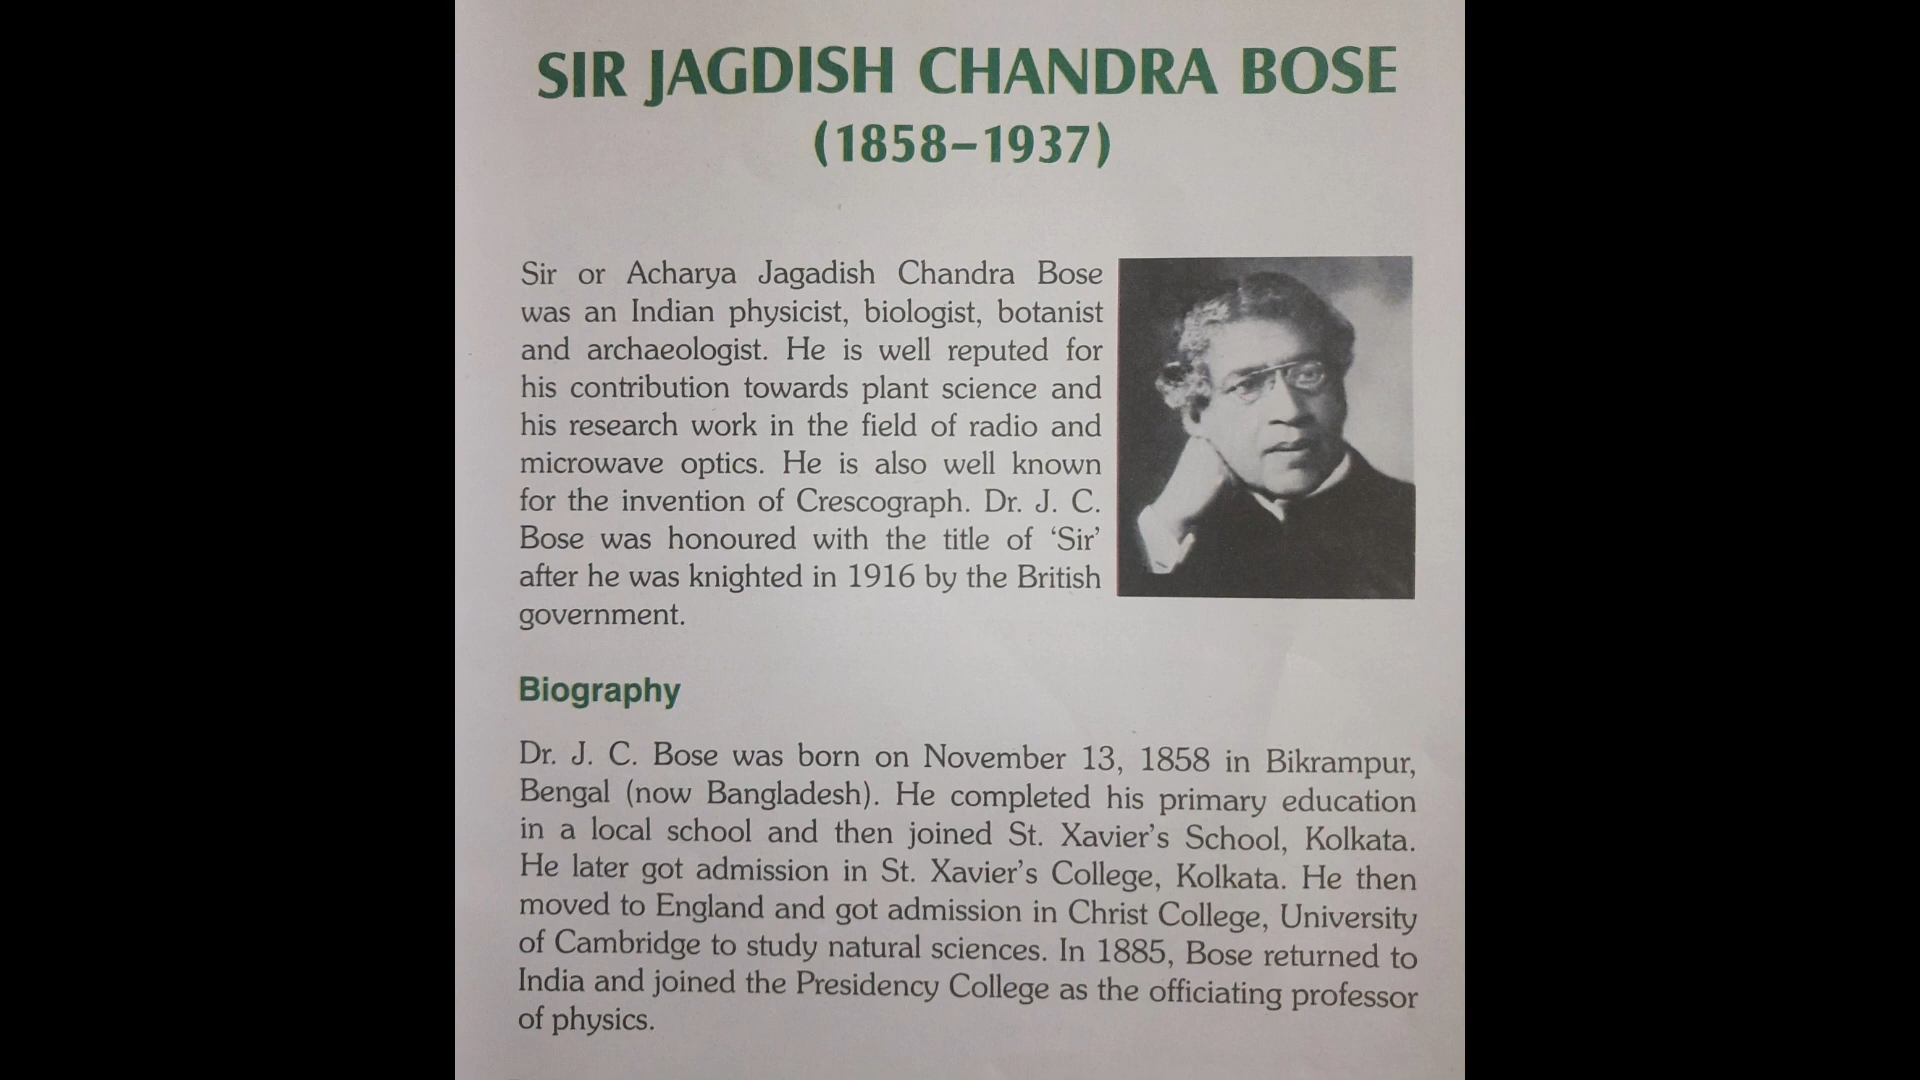 SIR JAGDISH CHANDRA BOSE
(1858–1937)
Sir or Acharya Jagadish Chandra Bose
was an Indian physicist, biologist, botanist
and archaeologist. He is well reputed for
his contribution towards plant science and
his research work in the field of radio and
microwave optics. He is also well known
for the invention of Crescograph. Dr. J. C.
Bose was honoured with the title of ‘Sir’
after he was knighted in 1916 by the British
government.
Biography
Dr. J. C. Bose was born on November 13, 1858 in Bikrampur,
Bengal (now Bangladesh). He completed his primary education
in a local school and then joined St. Xavier’s School, Kolkata.
He later got admission in St. Xavier’s College, Kolkata. He then
moved to England and got admission in Christ College, University
of Cambridge to study natural sciences. In 1885, Bose returned to
India and joined the Presidency College as the officiating professor
of physics.